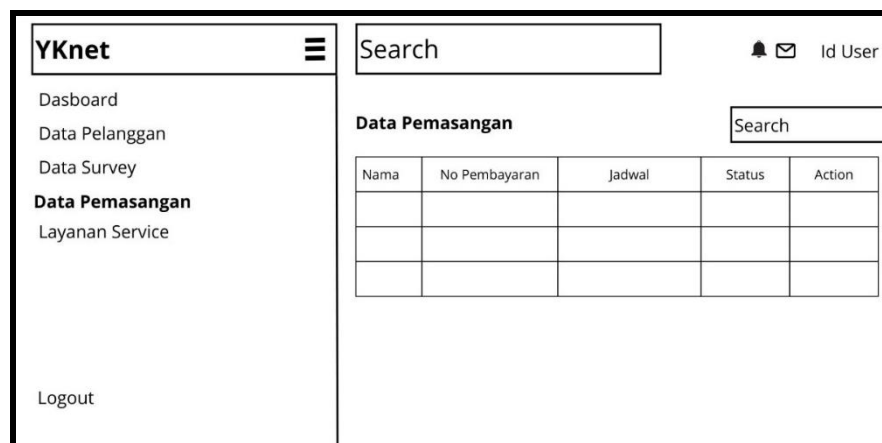 YKnet
Search
Id User
Dasboard
Data Pelanggan
Data Survey
Data Pemasangan
Layanan Service
Logout
Data Pemasangan
Search
Nama No Pembayaran Jadwal Status Action